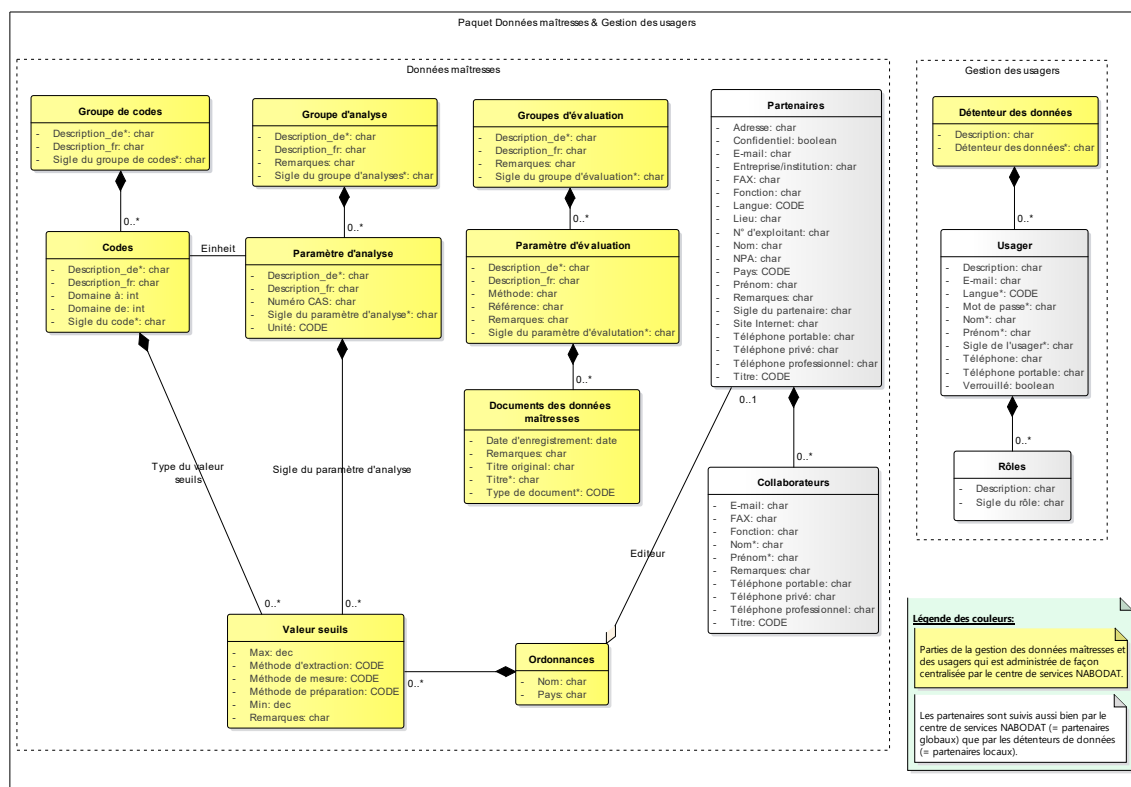 Paquet Données maîtresses & Gestion des usagers
Données maîtresses
Groupe de codes
- Description_de*: char
- Description_fr: char
- Sigle du groupe de codes*: char
0..*
Codes
- Description_de*: char
- Description_fr: char
- Domaine à: int
- Domaine de: int
- Sigle du code*: char
Einheit
Groupe d'analyse
- Description_de*: char
- Description_fr: char
- Remarques: char
- Sigle du groupe d'analyses*: char
0..*
Paramètre d'analyse
- Description_de*: char
- Description_fr: char
- Numéro CAS: char
- Sigle du paramètre d'analyse*: char
- Unité: CODE
Groupes d'évaluation
- Description_de*: char
- Description_fr: char
- Remarques: char
- Sigle du groupe d'évaluation*: char
0..*
Paramètre d'évaluation
- Description_de*: char
- Description_fr: char
- Méthode: char
- Référence: char
- Remarques: char
- Sigle du paramètre d'évalutation*: char
0..*
Documents des données
maîtresses
- Date d'enregistrement: date
- Remarques: char
- Titre original: char
- Titre*: char
- Type de document*: CODE
Partenaires
- Adresse: char
- Confidentiel: boolean
- E-mail: char
- Entreprise/institution: char
- FAX: char
- Fonction: char
- Langue: CODE
- Lieu: char
- N° d'exploitant: char
- Nom: char
- NPA: char
- Pays: CODE
- Prénom: char
- Remarques: char
- Sigle du partenaire: char
- Site Internet: char
- Téléphone portable: char
- Téléphone privé: char
- Téléphone professionnel: char
- Titre: CODE
0..1
0..*
Collaborateurs
- E-mail: char
- FAX: char
- Fonction: char
- Nom*: char
- Prénom*: char
- Remarques: char
- Téléphone portable: char
- Téléphone privé: char
- Téléphone professionnel: char
- Titre: CODE
Type du valeur
seuils
Sigle du paramètre d'analyse
Editeur
0..*
0..*
Valeur seuils
- Max: dec
- Méthode d'extraction: CODE
- Méthode de mesure: CODE
- Méthode de préparation: CODE
- Min: dec
- Remarques: char
0..*
Ordonnances
- Nom: char
- Pays: char
Gestion des usagers
Détenteur des données
- Description: char
- Détenteur des données*: char
0..*
Usager
- Description: char
- E-mail: char
- Langue*: CODE
- Mot de passe*: char
- Nom*: char
- Prénom*: char
- Sigle de l'usager*: char
- Téléphone: char
- Téléphone portable: char
- Verrouillé: boolean
0..*
Rôles
- Description: char
- Sigle du rôle: char
Légende des couleurs:
Parties de la gestion des données maîtresses et
des usagers qui est administrée de façon
centralisée par le centre de services NABODAT.
Les partenaires sont suivis aussi bien par le
centre de services NABODAT (= partenaires
globaux) que par les détenteurs de données
(= partenaires locaux).